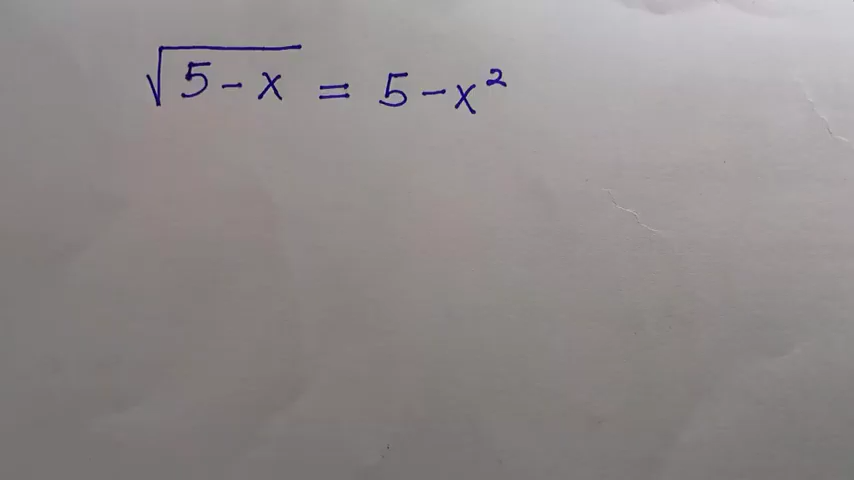 √(5-x) = 5-x²